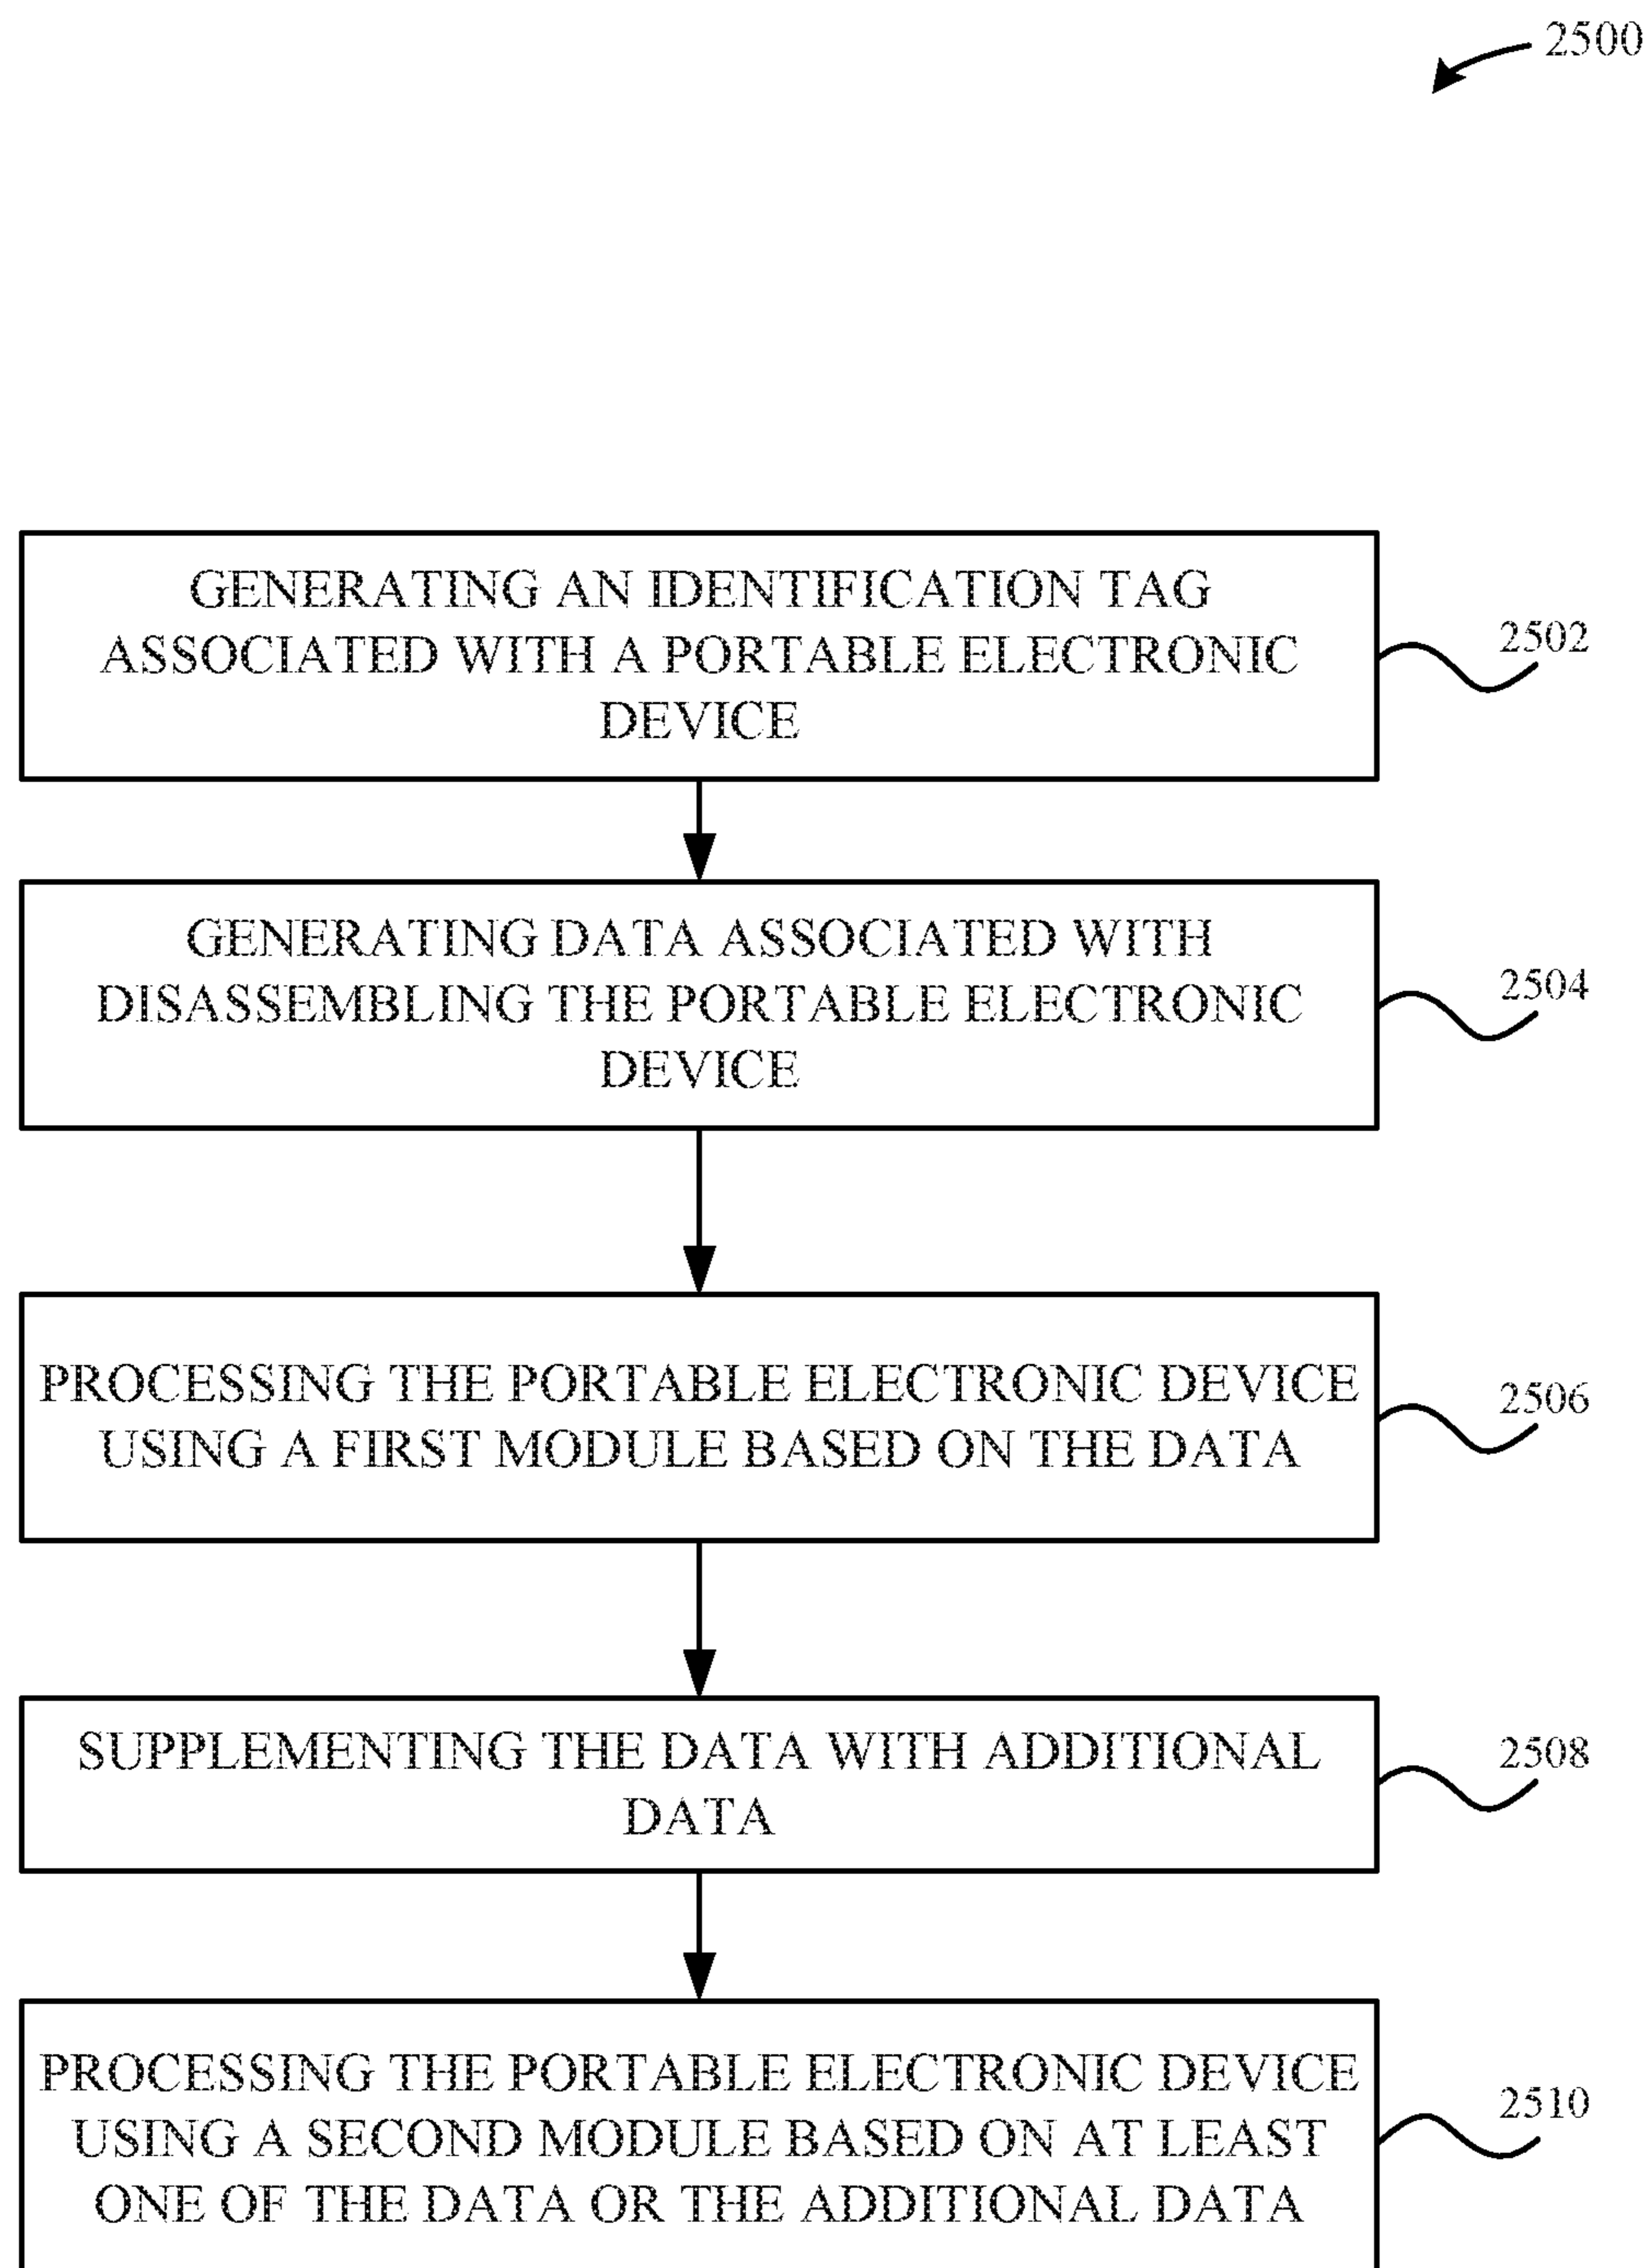 2500
GENERATING AN IDENTIFICATION TAG
ASSOCIATED WITH A PORTABLE ELECTRONIC
DEVICE
2502
GENERATING DATA ASSOCIATED WITH
DISASSEMBLING THE PORTABLE ELECTRONIC
DEVICE
2504
PROCESSING THE PORTABLE ELECTRONIC DEVICE
USING A FIRST MODULE BASED ON THE DATA
2506
SUPPLEMENTING THE DATA WITH ADDITIONAL
DATA
2508
PROCESSING THE PORTABLE ELECTRONIC DEVICE
USING A SECOND MODULE BASED ON AT LEAST
ONE OF THE DATA OR THE ADDITIONAL DATA
2510